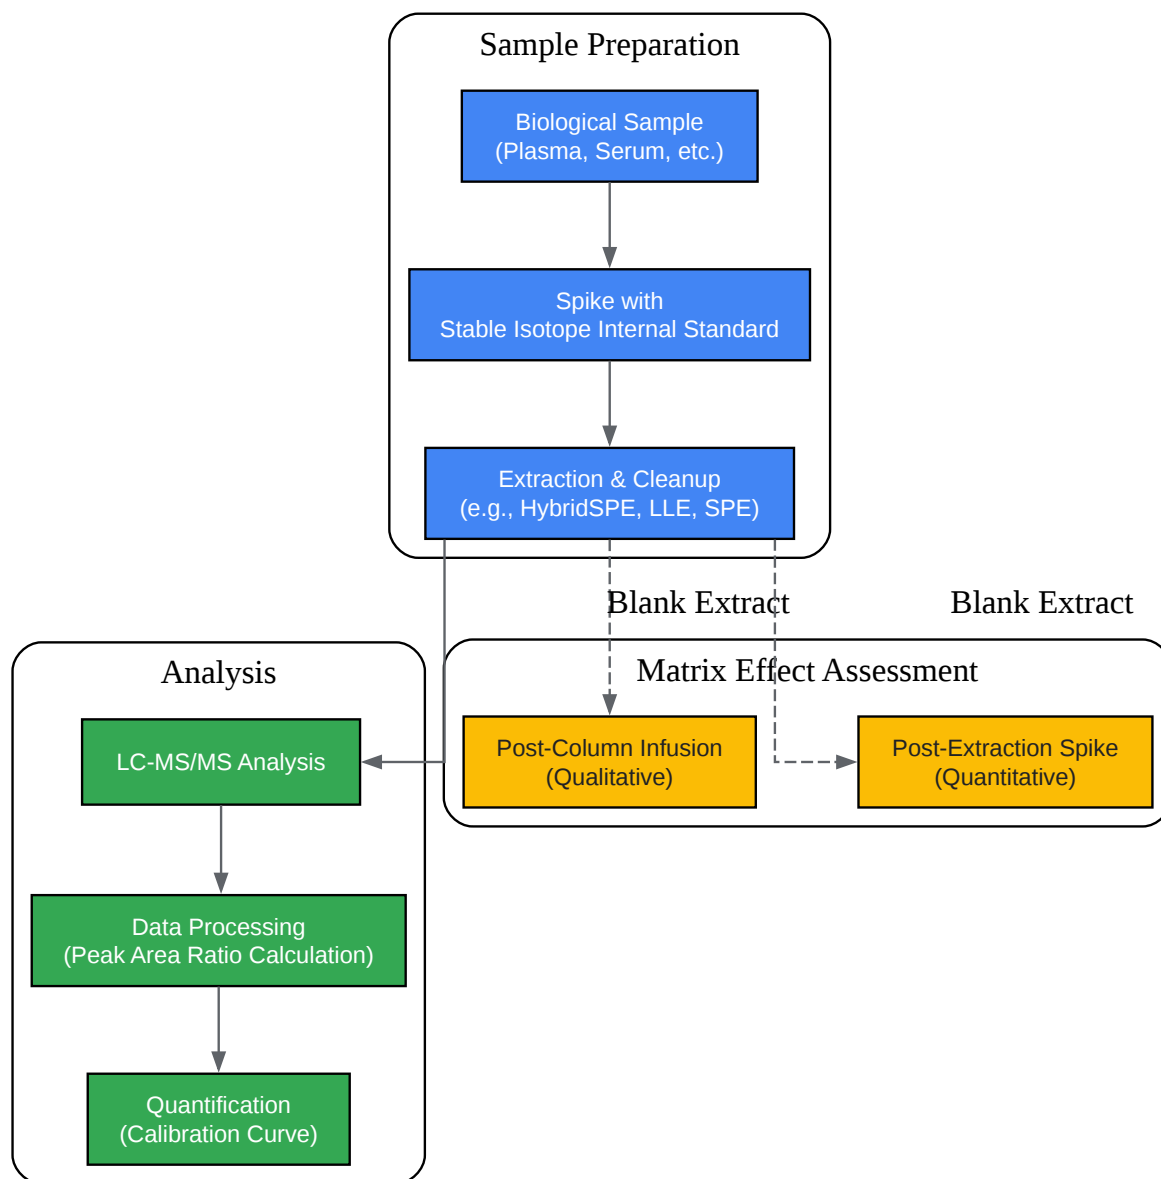 Sample Preparation
Biological Sample
(Plasma, Serum, etc.)
Spike with
Stable Isotope Internal Standard
Extraction & Cleanup
(e.g., HybridSPE, LLE, SPE)
Blank Extract
Blank Extract
Analysis
LC-MS/MS Analysis
Data Processing
(Peak Area Ratio Calculation)
Quantification
(Calibration Curve)
Matrix Effect Assessment
Post-Column Infusion
(Qualitative)
Post-Extraction Spike
(Quantitative)